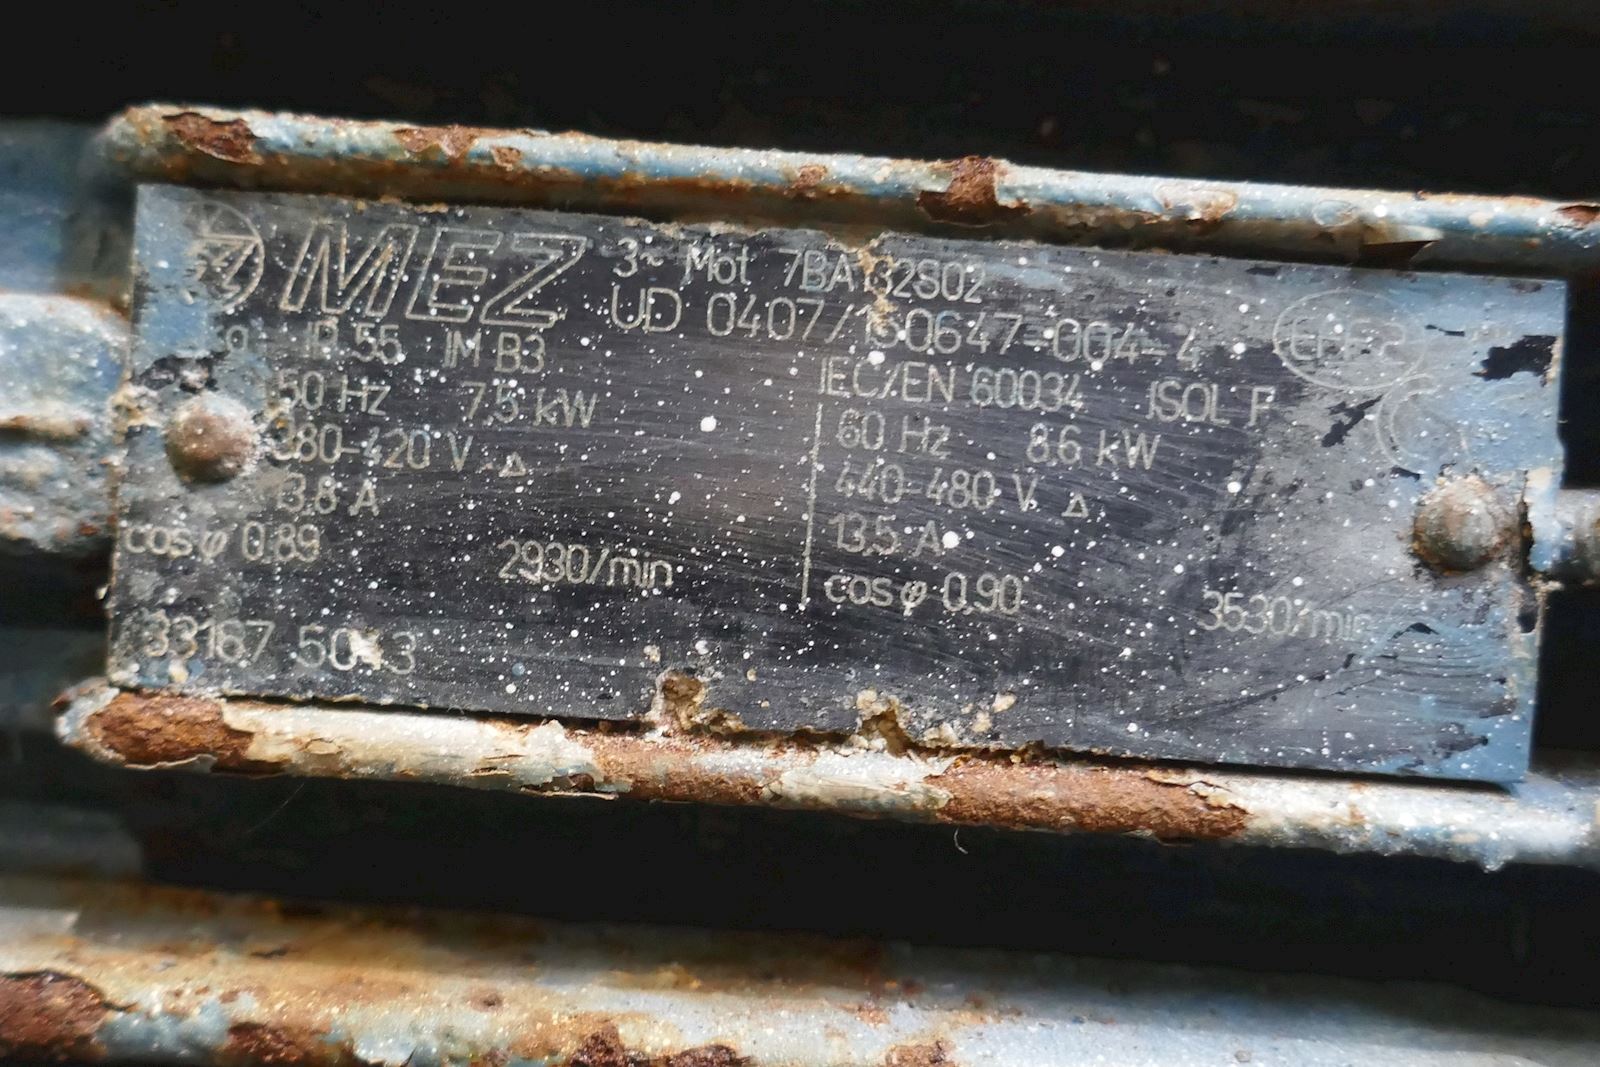 MEZ 3~ Mot 7BA132S02
UD 0407/150647-004-4 EFF2
IP 55 IM B3 IEC/EN 60034 ISOL F
50 Hz 7.5 kW 60 Hz 8.6 kW
380-420 V Δ 440-480 V Δ
13.8 A 13.5 A
cos φ 0.89 2930/min cos φ 0.90 3530/min
33167